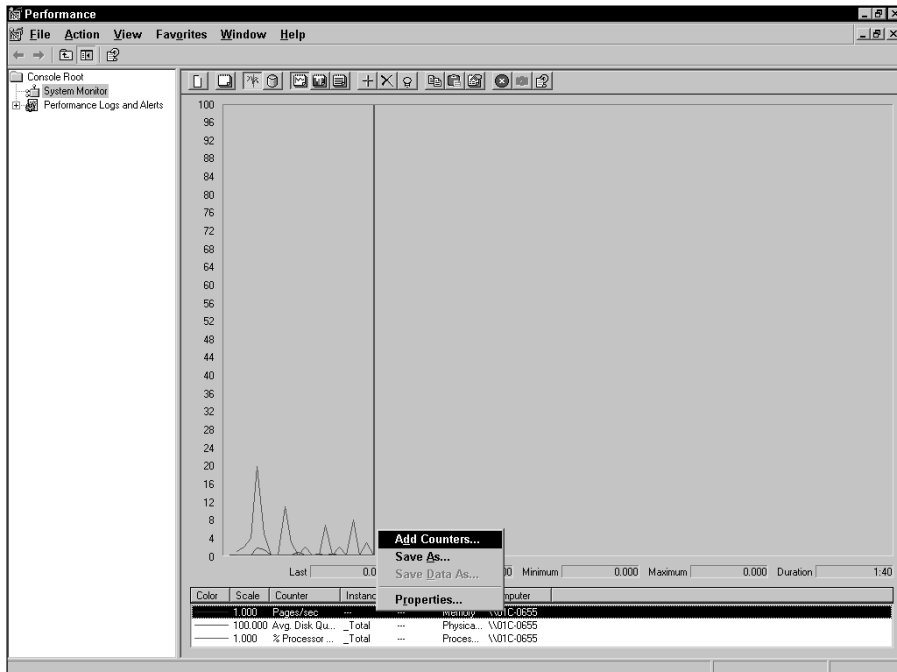 Performance
File Action View Favorites Window Help
Console Root
System Monitor
Performance Logs and Alerts
100
96
92
88
84
80
76
72
68
64
60
56
52
48
44
40
36
32
28
24
20
16
12
8
4
0
Add Counters...
Save As...
Save Data As...
Properties...
Last 0.0 00 Minimum 0.000 Maximum 0.000 Duration 1:40
Color Scale Counter Instanc mputer
1.000 Pages/sec --- --- Memory \\01C-0655
100.000 Avg. Disk Qu... _Total --- Physica... \\01C-0655
1.000 % Processor ... _Total --- Proces... \\01C-0655